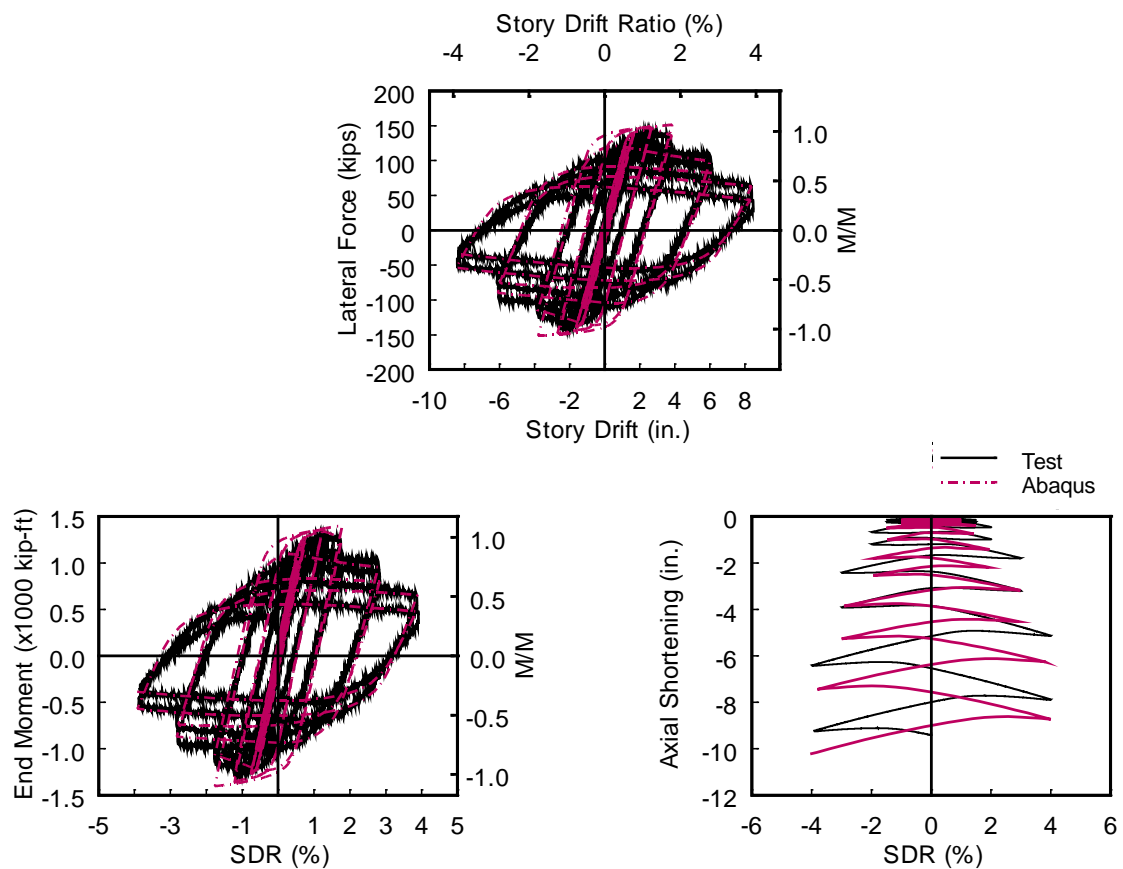 Story Drift Ratio (%)
-4 -2 0 2 4
200
150
100
50
0
-50
-100
-150
-200
Lateral Force (kips)
1.0
0.5
0.0
-0.5
-1.0
M/M
-10 -6 -2 2 4 6 8
Story Drift (in.)
Test
Abaqus
1.5
1.0
0.5
0.0
-0.5
-1.0
-1.5
End Moment (x1000 kip-ft)
1.0
0.5
0.0
-0.5
-1.0
M/M
-5 -3 -1 1 2 3 4 5
SDR (%)
0
-2
-4
-6
-8
-10
-12
Axial Shortening (in.)
-6 -4 -2 0 2 4 6
SDR (%)